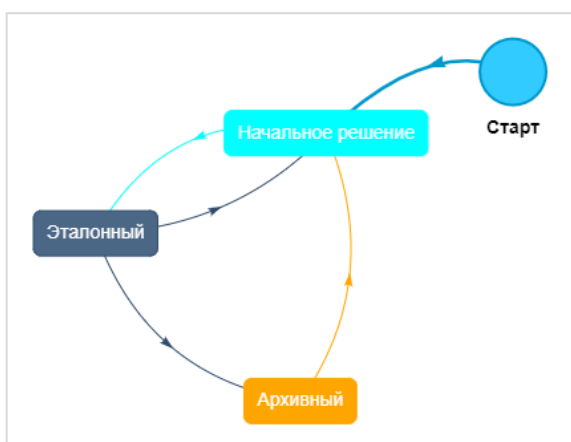 Начальное решение
Старт
Эталонный
Архивный